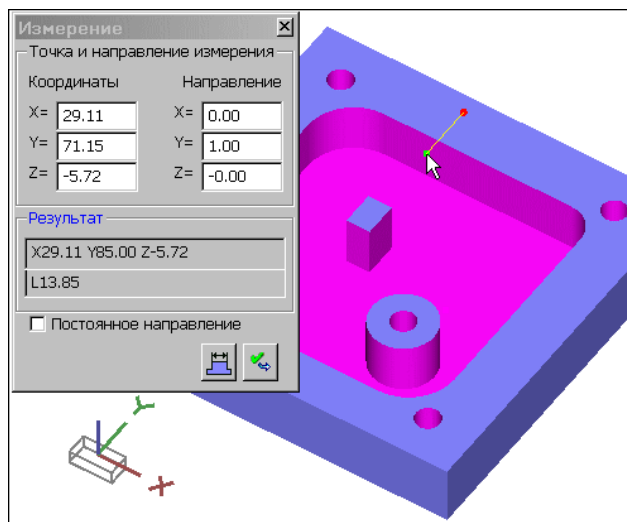 Измерение
Точка и направление измерения
Координаты Направление
X= 29.11 X= 0.00
Y= 71.15 Y= 1.00
Z= -5.72 Z= -0.00
Результат
X29.11 Y85.00 Z-5.72
L13.85
Постоянное направление
Y
X